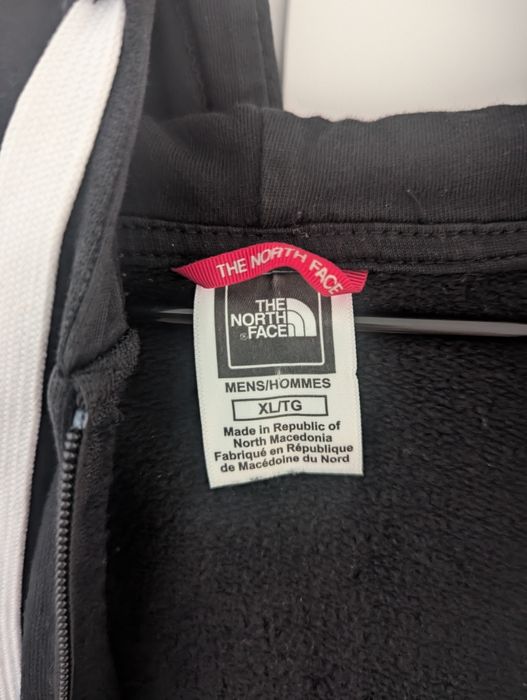 THE NORTH FACE
THE
NORTH
®FACE
MENS/HOMMES
XL/TG
Made in Republic of
North Macedonia
Fabriqué en République
de Macédoine du Nord